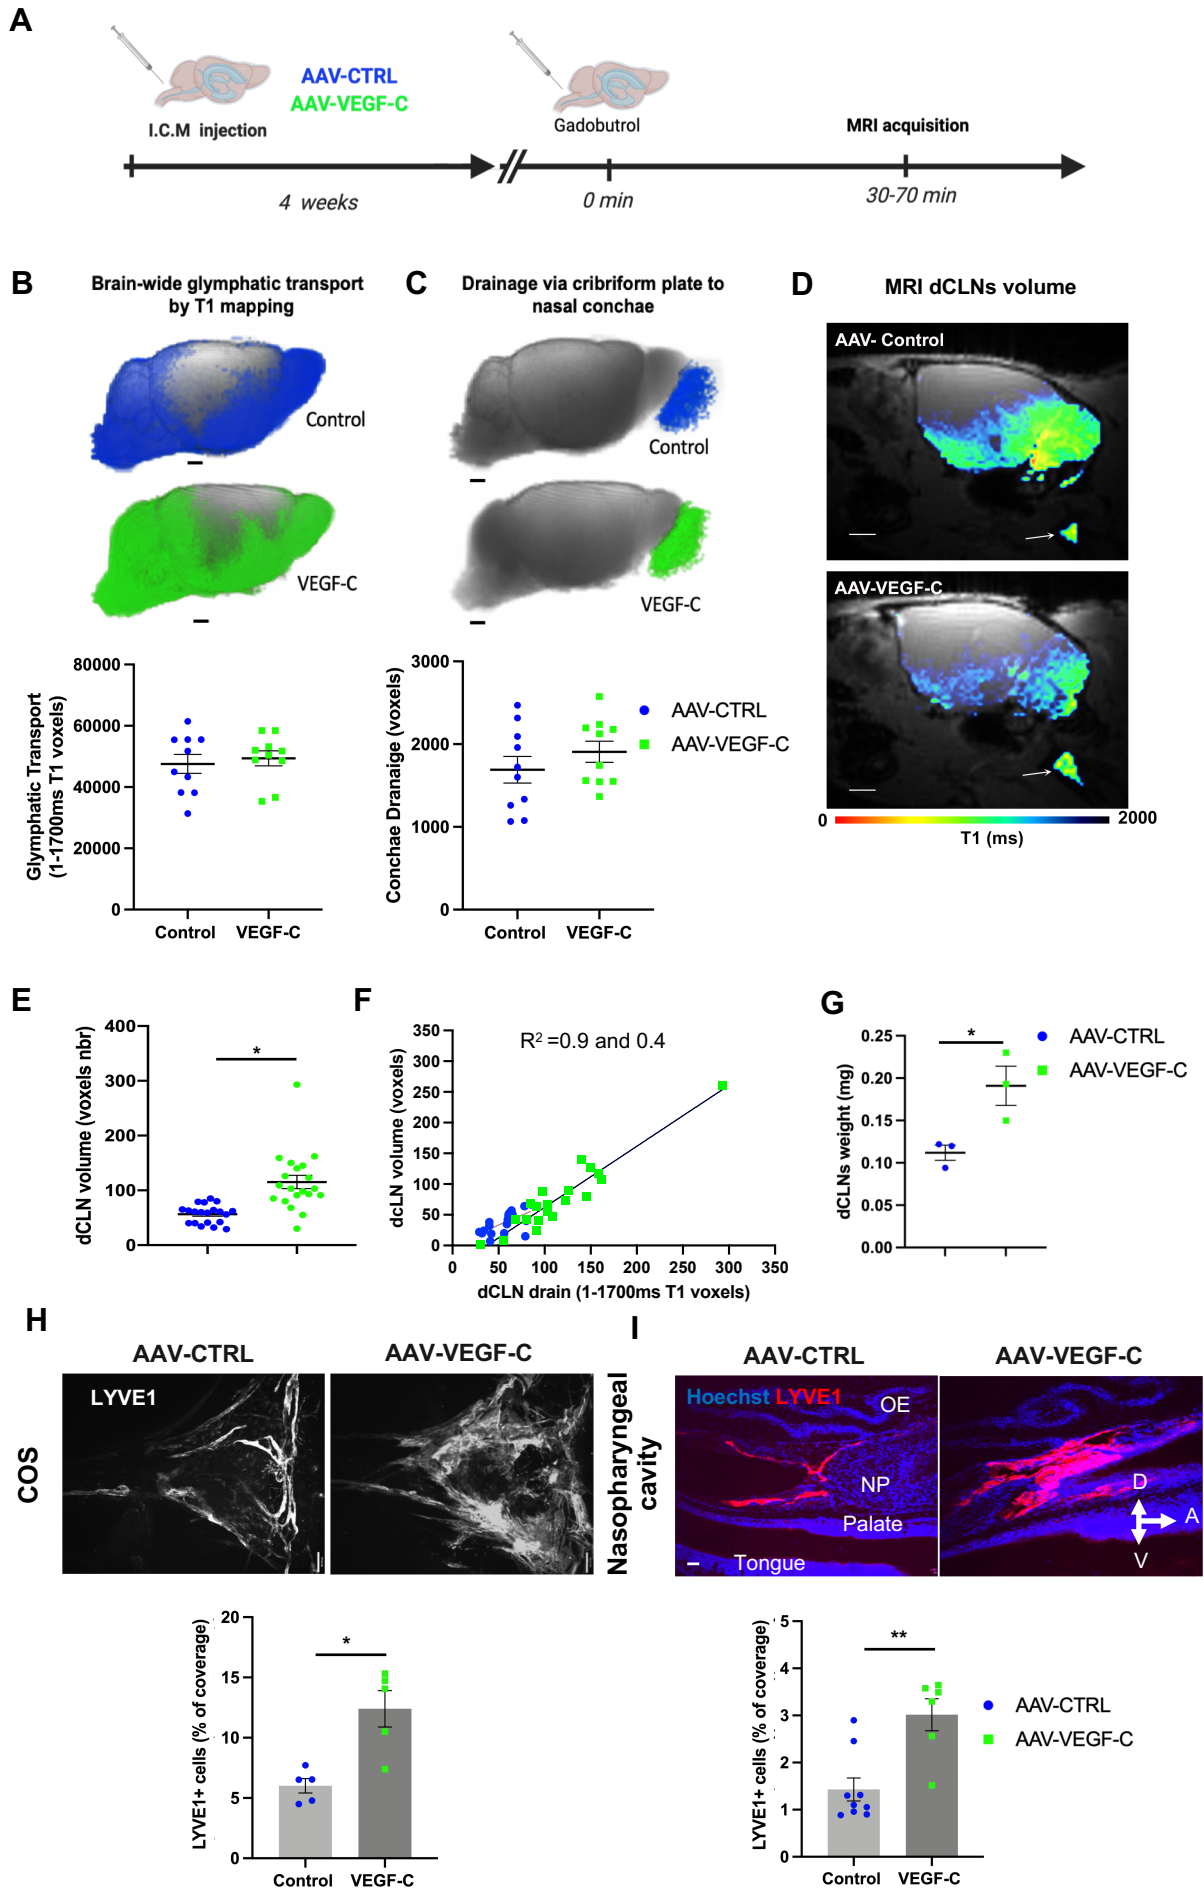 A
AAV-CTRL
AAV-VEGF-C
I.C.M injection
Gadobutrol
MRI acquisition
4 weeks
0 min
30-70 min
B
Brain-wide glymphatic transport
by T1 mapping
Control
VEGF-C
80000
60000
40000
20000
0
Glymphatic Transport
(1-1700ms T1 voxels)
Control
VEGF-C
C
Drainage via cribriform plate to
nasal conchae
Control
VEGF-C
3000
2000
1000
0
Conchae Dranaige (voxels)
Control
VEGF-C
AAV-CTRL
AAV-VEGF-C
D
MRI dCLNs volume
AAV- Control
AAV-VEGF-C
0
2000
T1 (ms)
E
dCLN volume (voxels nbr)
400
300
200
100
0
*
F
dcLN volume (voxels)
350
300
250
200
150
100
50
0
R2 =0.9 and 0.4
0 50 100 150 200 250 300 350
dCLN drain (1-1700ms T1 voxels)
G
dCLNs weight (mg)
0.25
0.20
0.15
0.10
0.05
0.00
*
AAV-CTRL
AAV-VEGF-C
H
AAV-CTRL
AAV-VEGF-C
COS
LYVE1
LYVE1+ cells (% of coverage)
20
15
10
5
0
*
Control
VEGF-C
I
AAV-CTRL
AAV-VEGF-C
Nasopharyngeal
cavity
Hoechst LYVE1
OE
NP
Palate
Tongue
D
A
V
LYVE1+ cells (% of coverage)
5
4
3
2
1
0
**
Control
VEGF-C
AAV-CTRL
AAV-VEGF-C